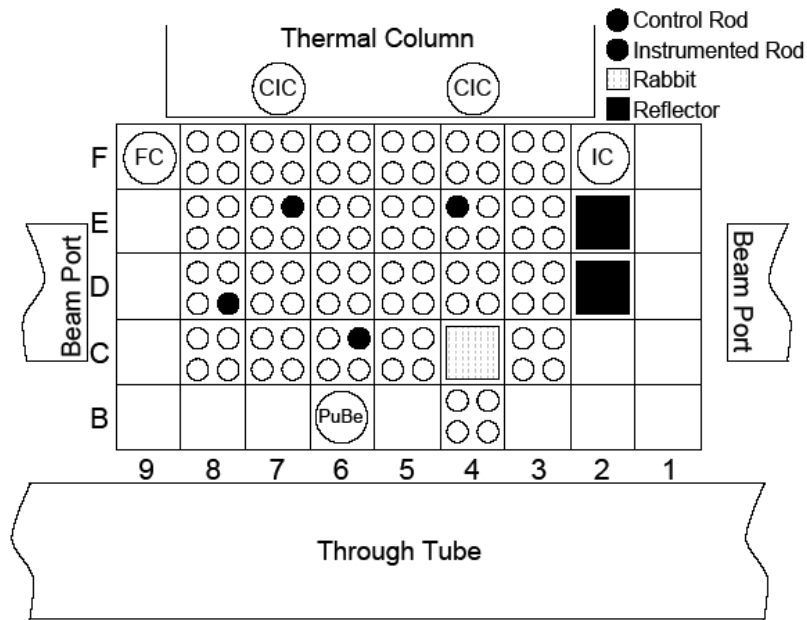 Thermal Column
Control Rod
Instrumented Rod
Rabbit
Reflector
CIC
CIC
F
FC
IC
E
D
C
B
PuBe
Beam Port
Beam Port
9 8 7 6 5 4 3 2 1
Through Tube